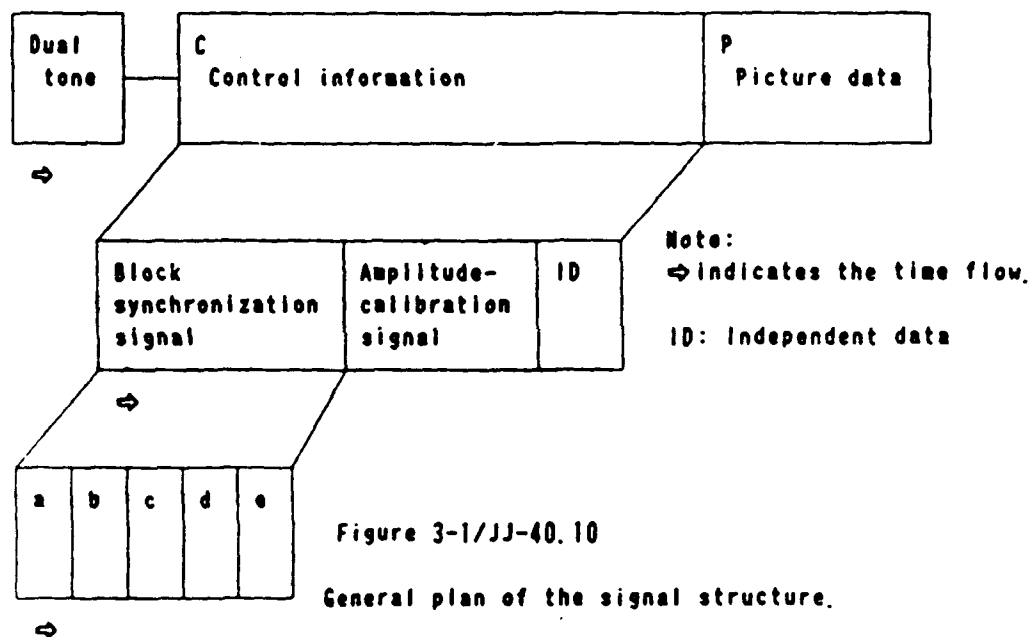 Dual
tone
C
Control information
P
Picture data
⇨
Block
synchronization
signal
Amplitude-
calibration
signal
ID
Note:
⇨indicates the time flow.
ID: Independent data
⇨
a b c d e
Figure 3-1/JJ-40.10
General plan of the signal structure.
⇨